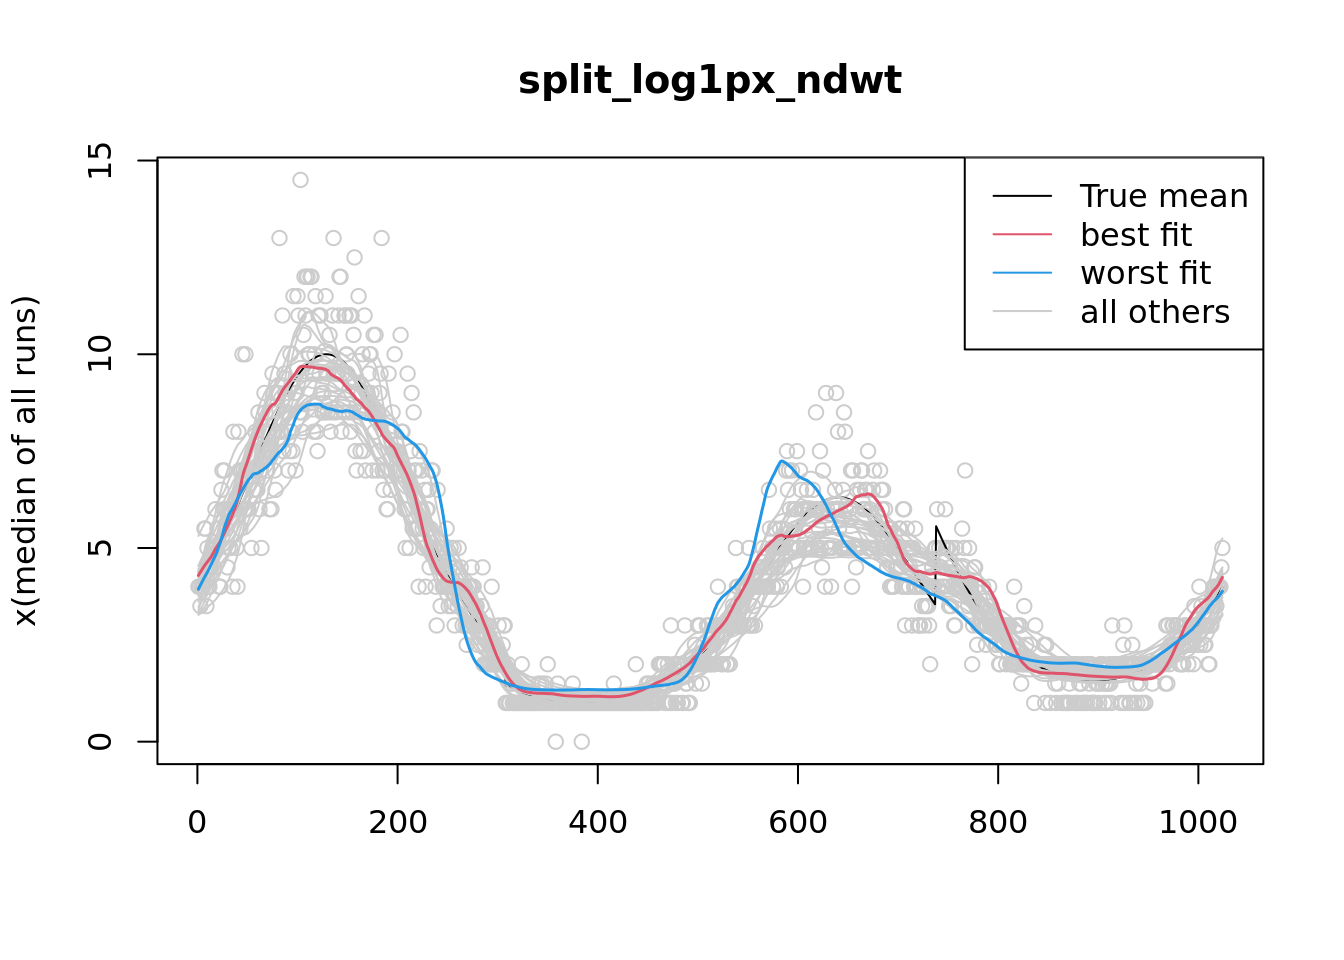 split_log1px_ndwt
x(median of all runs)
15
10
5
0
True mean
best fit
worst fit
all others
0 200 400 600 800 1000